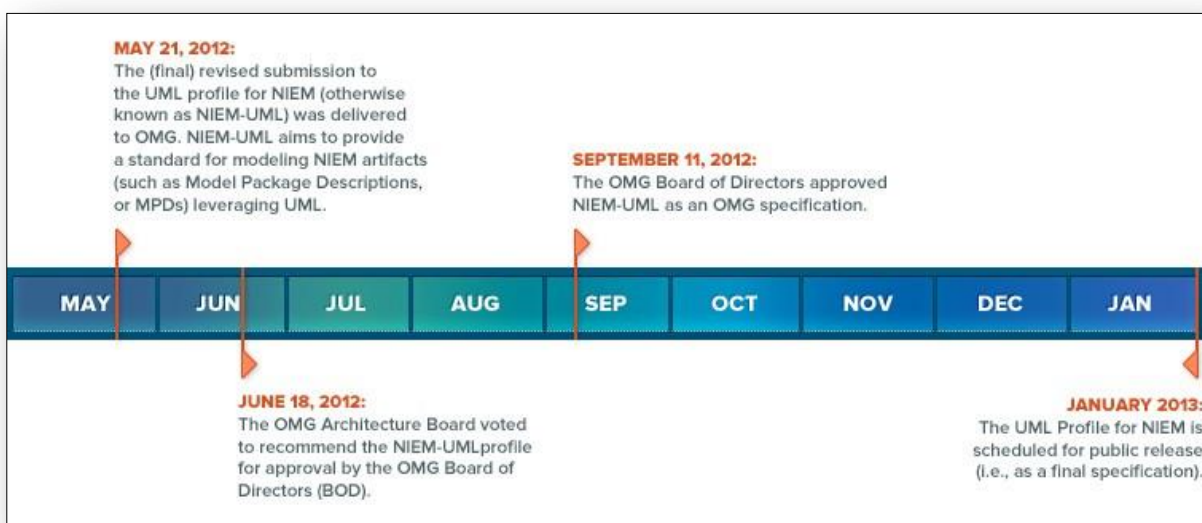 MAY 21, 2012:
The (final) revised submission to
the UML profile for NIEM (otherwise
known as NIEM-UML) was delivered
to OMG. NIEM-UML aims to provide
a standard for modeling NIEM artifacts
(such as Model Package Descriptions,
or MPDs) leveraging UML.
SEPTEMBER 11, 2012:
The OMG Board of Directors approved
NIEM-UML as an OMG specification.
MAY JUN JUL AUG SEP OCT NOV DEC JAN
JUNE 18, 2012:
The OMG Architecture Board voted
to recommend the NIEM-UMLprofile
for approval by the OMG Board of
Directors (BOD).
JANUARY 2013:
The UML Profile for NIEM is
scheduled for public release
(i.e., as a final specification).